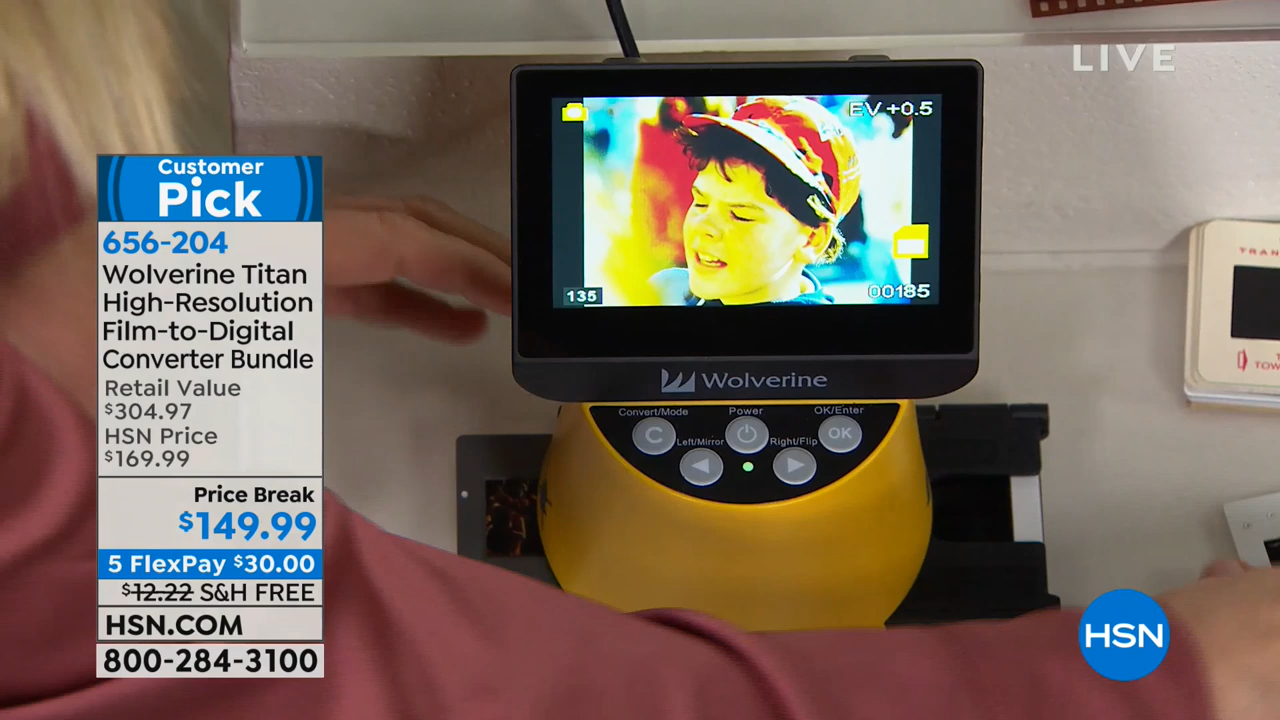 LIVE
Customer
Pick
656-204
Wolverine Titan
High-Resolution
Film-to-Digital
Converter Bundle
Retail Value
$304.97
HSN Price
$169.99
Price Break
$149.99
5 FlexPay $30.00
$12.22 S&H FREE
HSN.COM
800-284-3100
EV +0.5
135
00185
Wolverine
Convert/Mode
Power
OK/Enter
C
OK
Left/Mirror
Right/Flip
TRAN
TOW
HSN